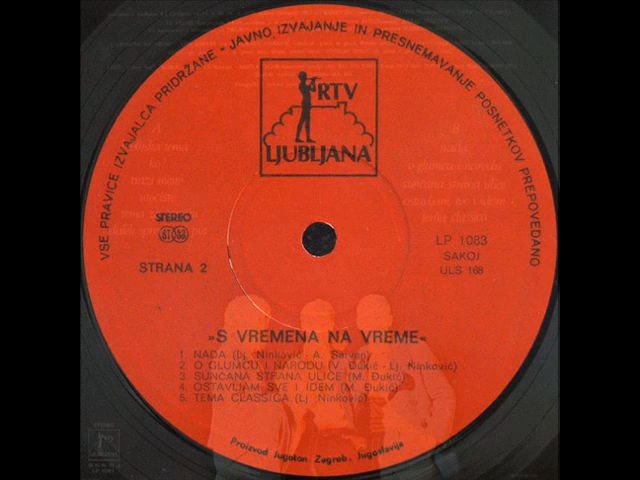 VSE PRAVICE IZVAJALCA PRIDRŽANE - JAVNO IZVAJANJE IN PRESNEMAVANJE POSNETKOV PREPOVEDANO
RTV
LJUBLJANA
STEREO
STRANA 2
LP 1083
SAKOJ
ULS 168
»S VREMENA NA VREME«
1. NADA (Lj. Ninković - A.
2. O GLUMCU I NARODU (V. Đukić - Lj. Ninković)
3. SUNČANA STRANA ULICE (M. Đukić)
4. OSTAVLJAM SVE I IDEM (M. Đukić)
5. TEMA CLASSICA (Lj. Ninković)
Proizvod Jugoton Zagreb, Jugoslavija